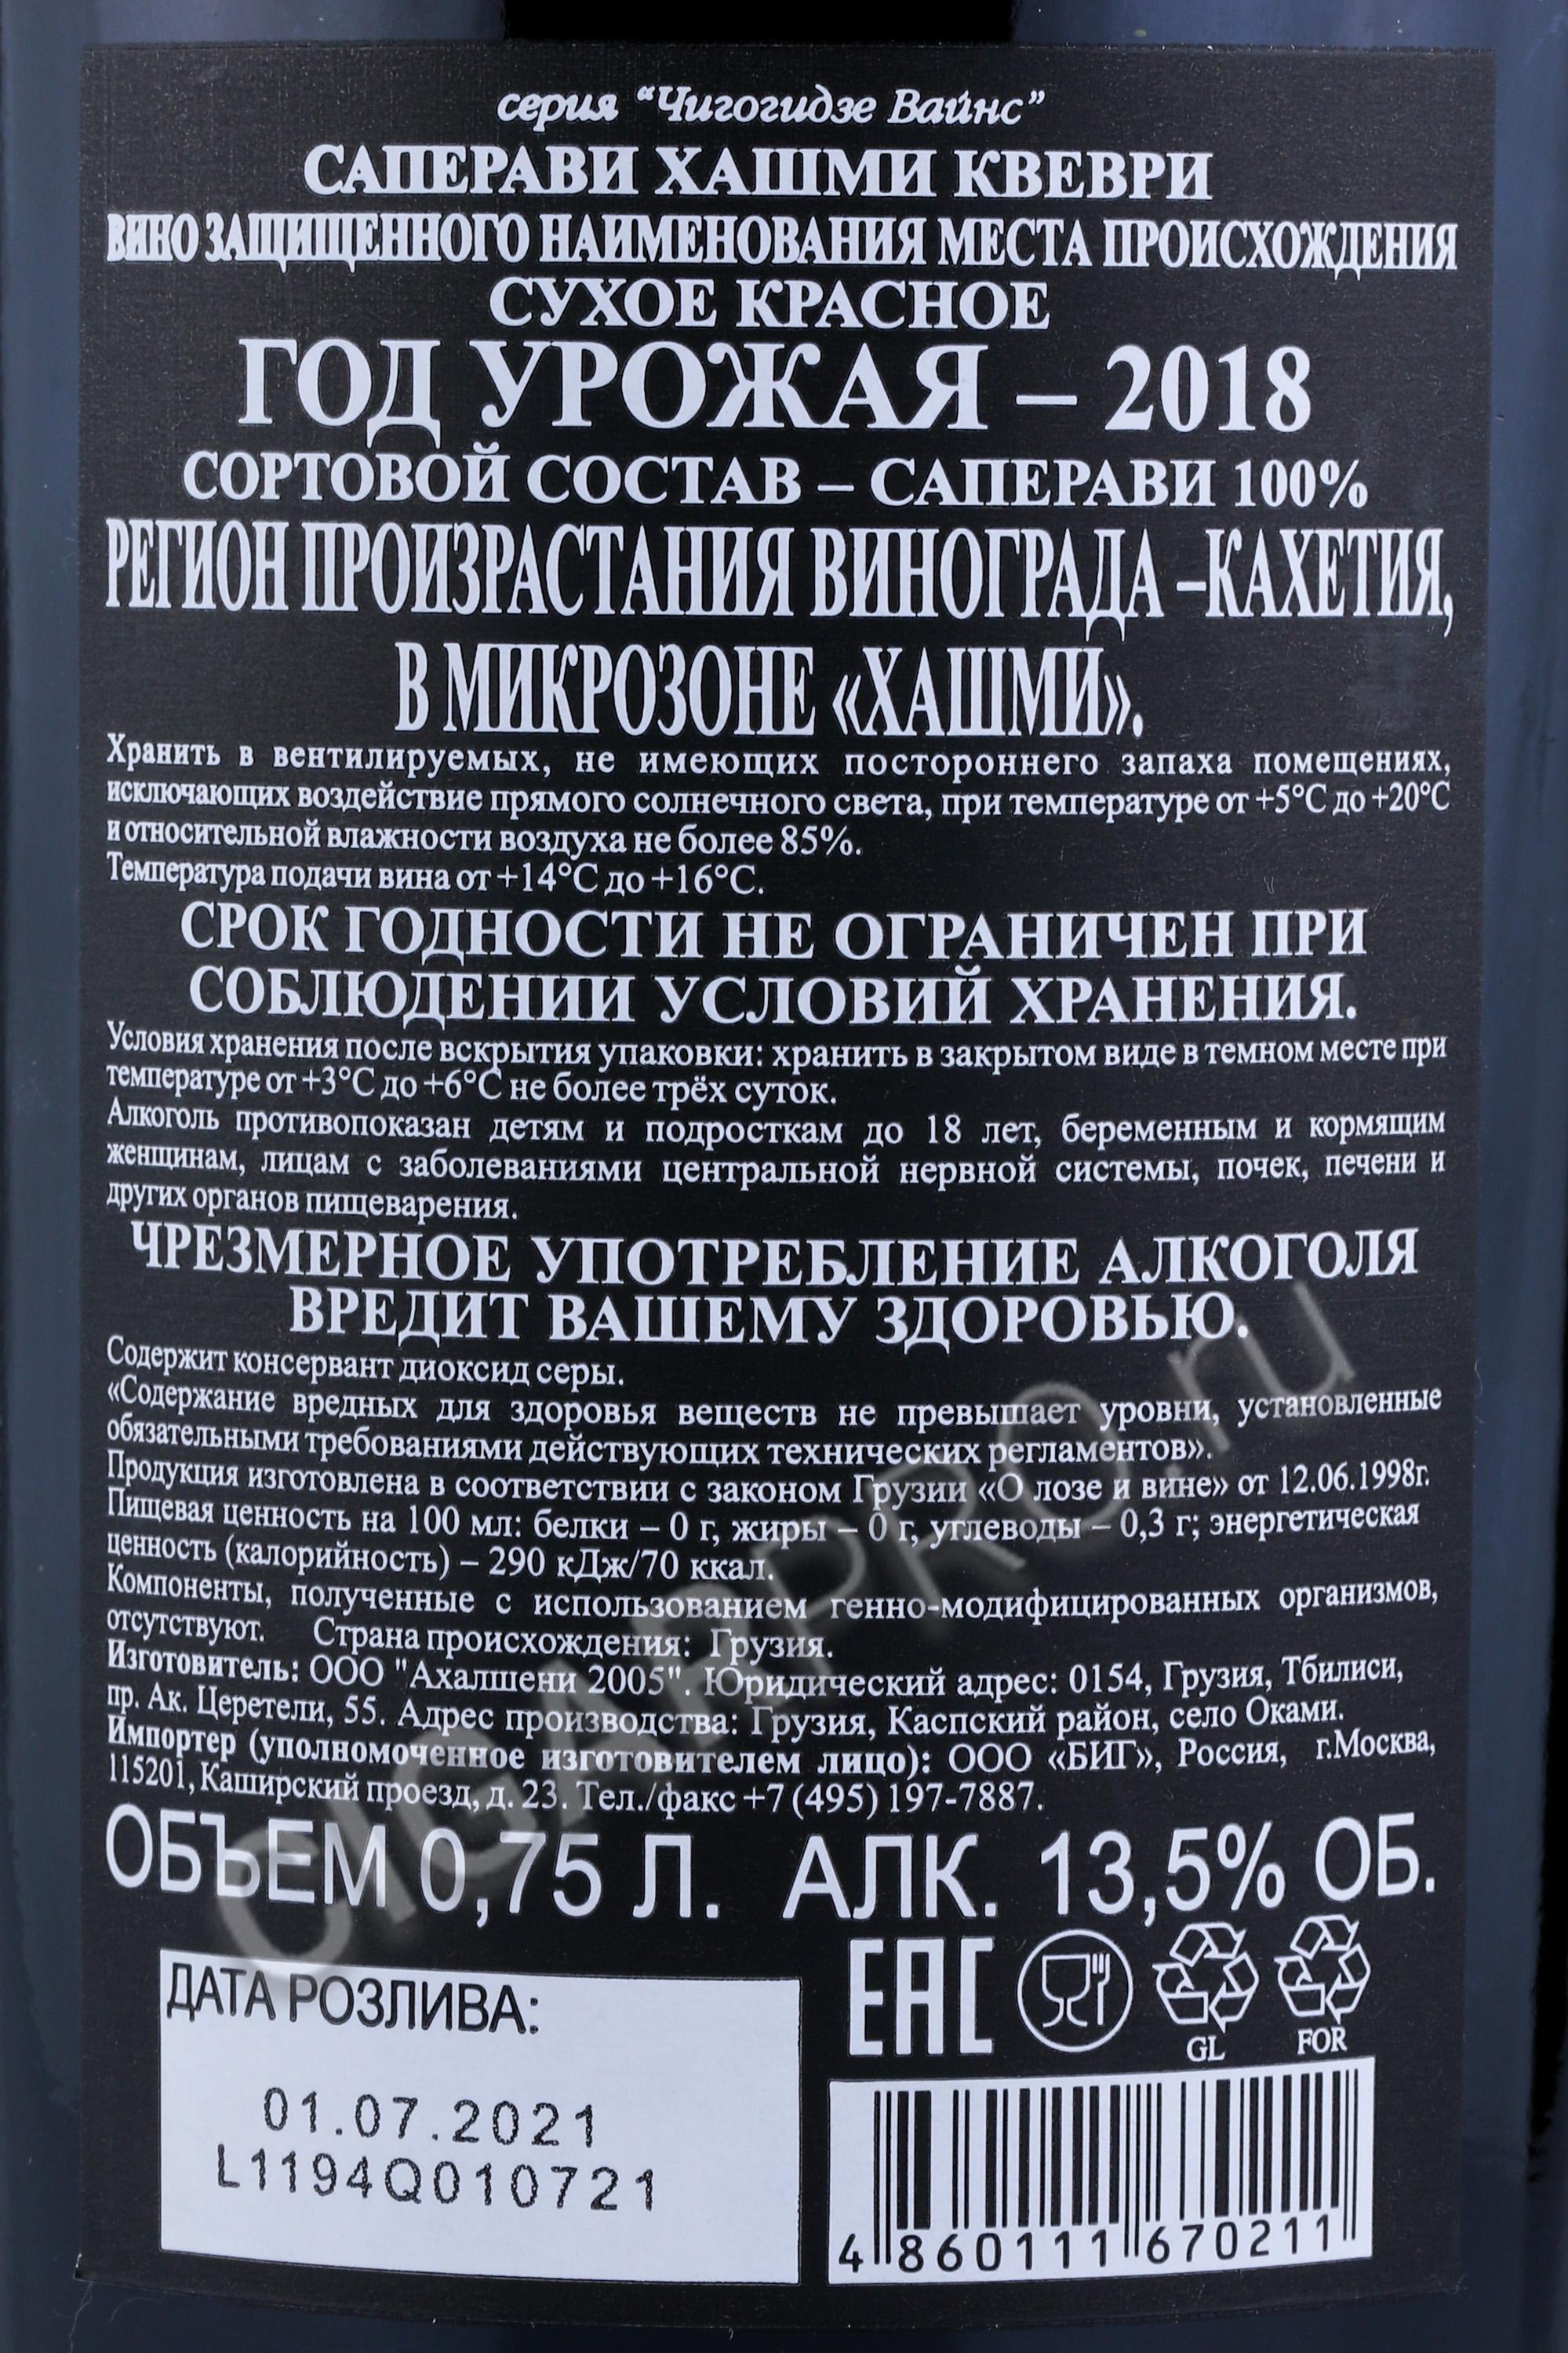 серия “Чигогидзе Вайнс”
САПЕРАВИ ХАШМИ КВЕВРИ
ВИНО ЗАЩИЩЕННОГО НАИМЕНОВАНИЯ МЕСТА ПРОИСХОЖДЕНИЯ
СУХОЕ КРАСНОЕ
ГОД УРОЖАЯ – 2018
СОРТОВОЙ СОСТАВ – САПЕРАВИ 100%
РЕГИОН ПРОИЗРАСТАНИЯ ВИНОГРАДА –КАХЕТИЯ,
В МИКРОЗОНЕ «ХАШМИ».
Хранить в вентилируемых, не имеющих постороннего запаха помещениях,
исключающих воздействие прямого солнечного света, при температуре от +5°С до +20°С
и относительной влажности воздуха не более 85%.
Температура подачи вина от +14°С до +16°С.
СРОК ГОДНОСТИ НЕ ОГРАНИЧЕН ПРИ
СОБЛЮДЕНИИ УСЛОВИЙ ХРАНЕНИЯ.
Условия хранения после вскрытия упаковки: хранить в закрытом виде в темном месте при
температуре от +3°С до +6°С не более трёх суток.
Алкоголь противопоказан детям и подросткам до 18 лет, беременным и кормящим
женщинам, лицам с заболеваниями центральной нервной системы, почек, печени и
других органов пищеварения.
ЧРЕЗМЕРНОЕ УПОТРЕБЛЕНИЕ АЛКОГОЛЯ
ВРЕДИТ ВАШЕМУ ЗДОРОВЬЮ.
Содержит консервант диоксид серы.
«Содержание вредных для здоровья веществ не превышает уровни, установленные
обязательными требованиями действующих технических регламентов».
Продукция изготовлена в соответствии с законом Грузии «О лозе и вине» от 12.06.1998г.
Пищевая ценность на 100 мл: белки – 0 г, жиры – 0 г, углеводы – 0,3 г; энергетическая
ценность (калорийность) – 290 кДж/70 ккал.
Компоненты, полученные с использованием генно-модифицированных организмов,
отсутствуют. Страна происхождения: Грузия.
Изготовитель: ООО "Ахалшени 2005". Юридический адрес: 0154, Грузия, Тбилиси,
пр. Ак. Церетели, 55. Адрес производства: Грузия, Каспский район, село Оками.
Импортер (уполномоченное изготовителем лицо): ООО «БИГ», Россия, г.Москва,
115201, Каширский проезд, д. 23. Тел./факс +7 (495) 197-7887.
CIGARPRO.ru
ОБЪЕМ 0,75 Л. АЛК. 13,5% ОБ.
EAC
GL FOR
ДАТА РОЗЛИВА:
01.07.2021
L1194Q010721
4 860111 670211